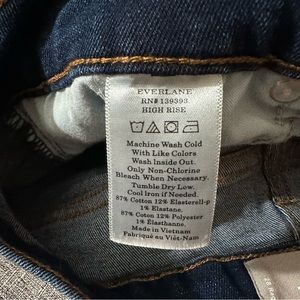 EVERLANE
RN# 139393
HIGH RISE
Machine Wash Cold
With Like Colors
Wash Inside Out.
Only Non-Chlorine
Bleach When Necessary.
Tumble Dry Low.
Cool Iron if Needed.
87% Cotton 12% Elasterell-p
1% Elastane.
87% Coton 12% Polyester
1% Élasthanne.
Made in Vietnam
Fabriqué au Viêt-Nam